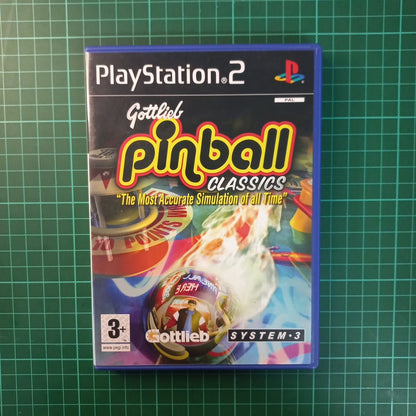 PlayStation®2
PAL
Gottlieb
pinball
CLASSICS
"The Most Accurate Simulation of all Time"
POINTS
3+
www.pegi.info
Gottlieb
SYSTEM·3